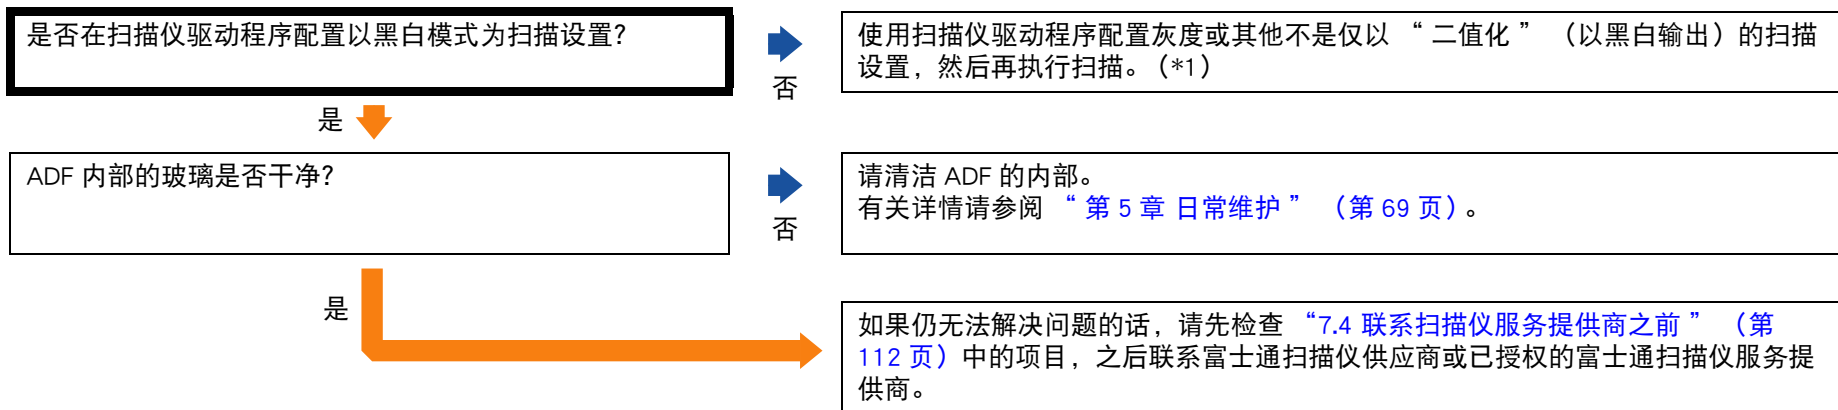 是否在扫描仪驱动程序配置以黑白模式为扫描设置？
否
使用扫描仪驱动程序配置灰度或其他不是仅以 “ 二值化 ” （以黑白输出）的扫描
设置，然后再执行扫描。（*1）
是
ADF 内部的玻璃是否干净？
否
请清洁 ADF 的内部。
有关详情请参阅 “ 第 5 章 日常维护 ” （第 69 页）。
是
如果仍无法解决问题的话，请先检查 “7.4 联系扫描仪服务提供商之前 ” （第
112 页）中的项目，之后联系富士通扫描仪供应商或已授权的富士通扫描仪服务提
供商。